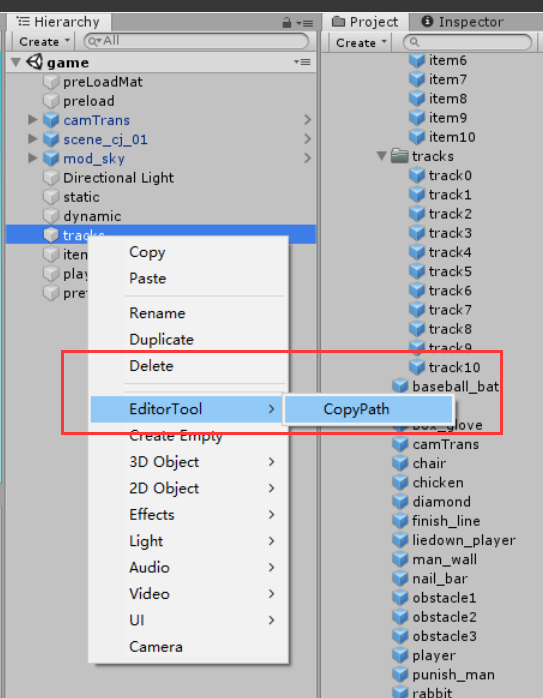 Hierarchy
Create
All
game
preLoadMat
preload
camTrans
scene_cj_01
mod_sky
Directional Light
static
dynamic
tracks
Copy
Paste
Rename
Duplicate
Delete
EditorTool
CopyPath
Create Empty
3D Object
2D Object
Effects
Light
Audio
Video
UI
Camera
Project
Inspector
Create
item6
item7
item8
item9
item10
tracks
track0
track1
track2
track3
track4
track5
track6
track7
track8
track9
track10
baseball_bat
box_glove
camTrans
chair
chicken
diamond
finish_line
liedown_player
man_wall
nail_bar
obstacle1
obstacle2
obstacle3
player
punish_man
rabbit